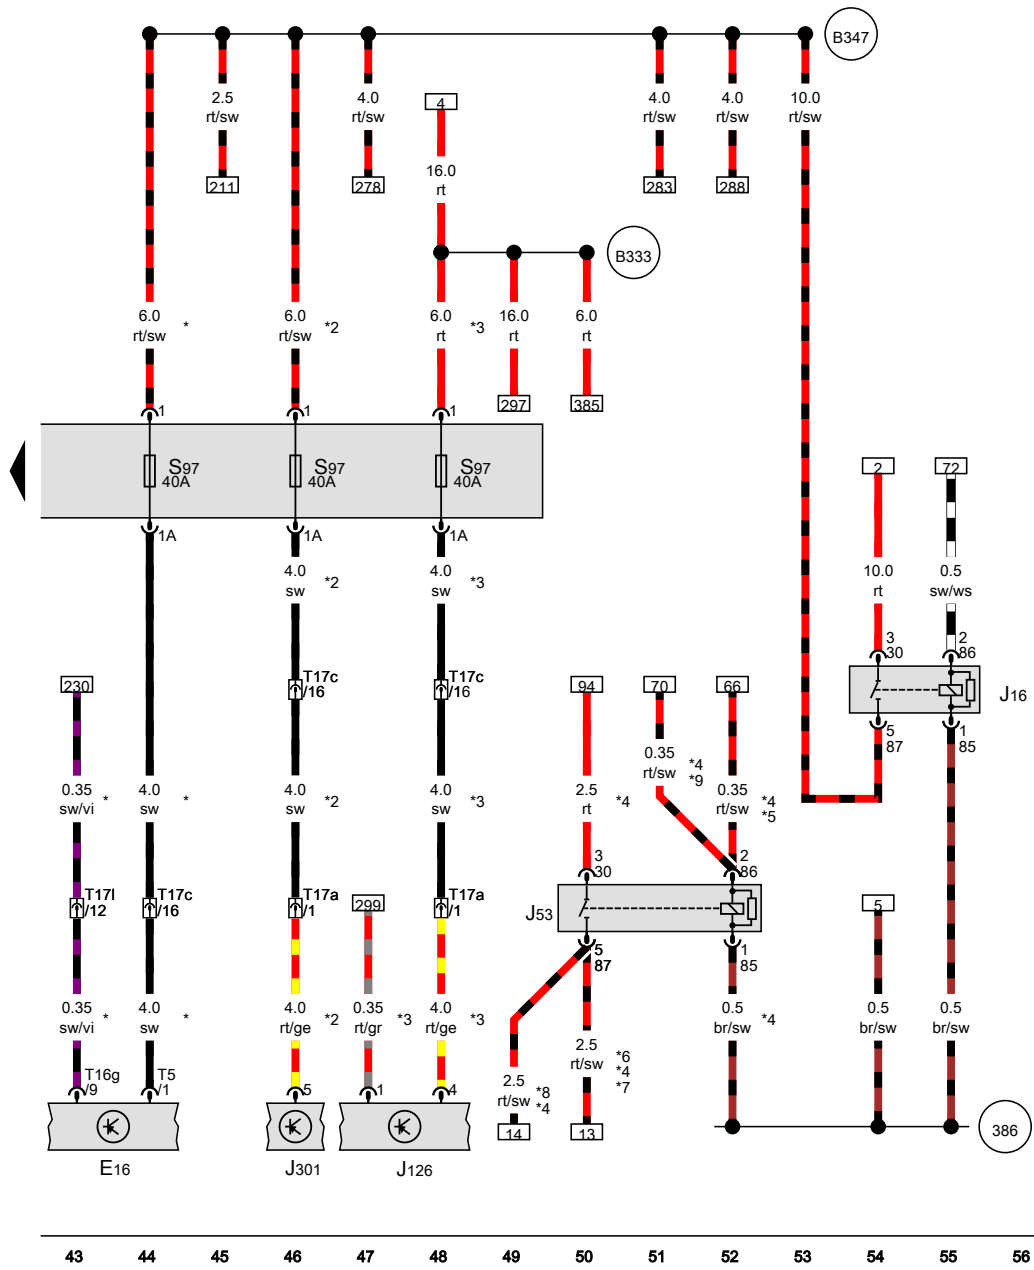 B347
2.5
rt/sw
4.0
rt/sw
4
4.0
rt/sw
4.0
rt/sw
10.0
rt/sw
16.0
rt
211
278
283
288
B333
6.0
rt/sw
*
6.0
rt/sw
*2
6.0
rt
*3
16.0
rt
6.0
rt
297
385
1
1
1
S97
40A
S97
40A
S97
40A
2
72
1A
1A
1A
4.0
sw
*2
4.0
sw
*3
10.0
rt
0.5
sw/ws
3
30
2
86
T17c
/16
T17c
/16
230
94
70
66
J16
5
87
1
85
0.35
rt/sw
*4
*9
0.35
sw/vi
*
4.0
sw
*
4.0
sw
*2
4.0
sw
*3
2.5
rt
*4
0.35
rt/sw
*4
*5
3
30
2
86
T17l
/12
T17c
/16
T17a
/1
299
T17a
/1
J53
5
5
87
1
85
0.35
sw/vi
*
4.0
sw
*
4.0
rt/ge
*2
0.35
rt/gr
*3
4.0
rt/ge
*3
0.5
br/sw
*4
0.5
br/sw
0.5
br/sw
2.5
rt/sw
*6
*4
*7
2.5
rt/sw
*8
*4
T16g
/9
T5
/1
5
1
4
14
13
386
E16
J301
J126
43 44 45 46 47 48 49 50 51 52 53 54 55 56